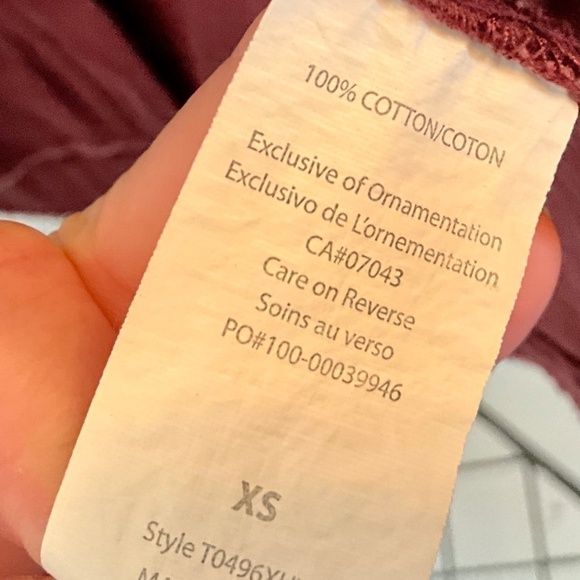 100% COTTON/COTON
Exclusive of Ornamentation
Exclusivo de L'ornementation
CA#07043
Care on Reverse
Soins au verso
PO#100-00039946
XS
Style